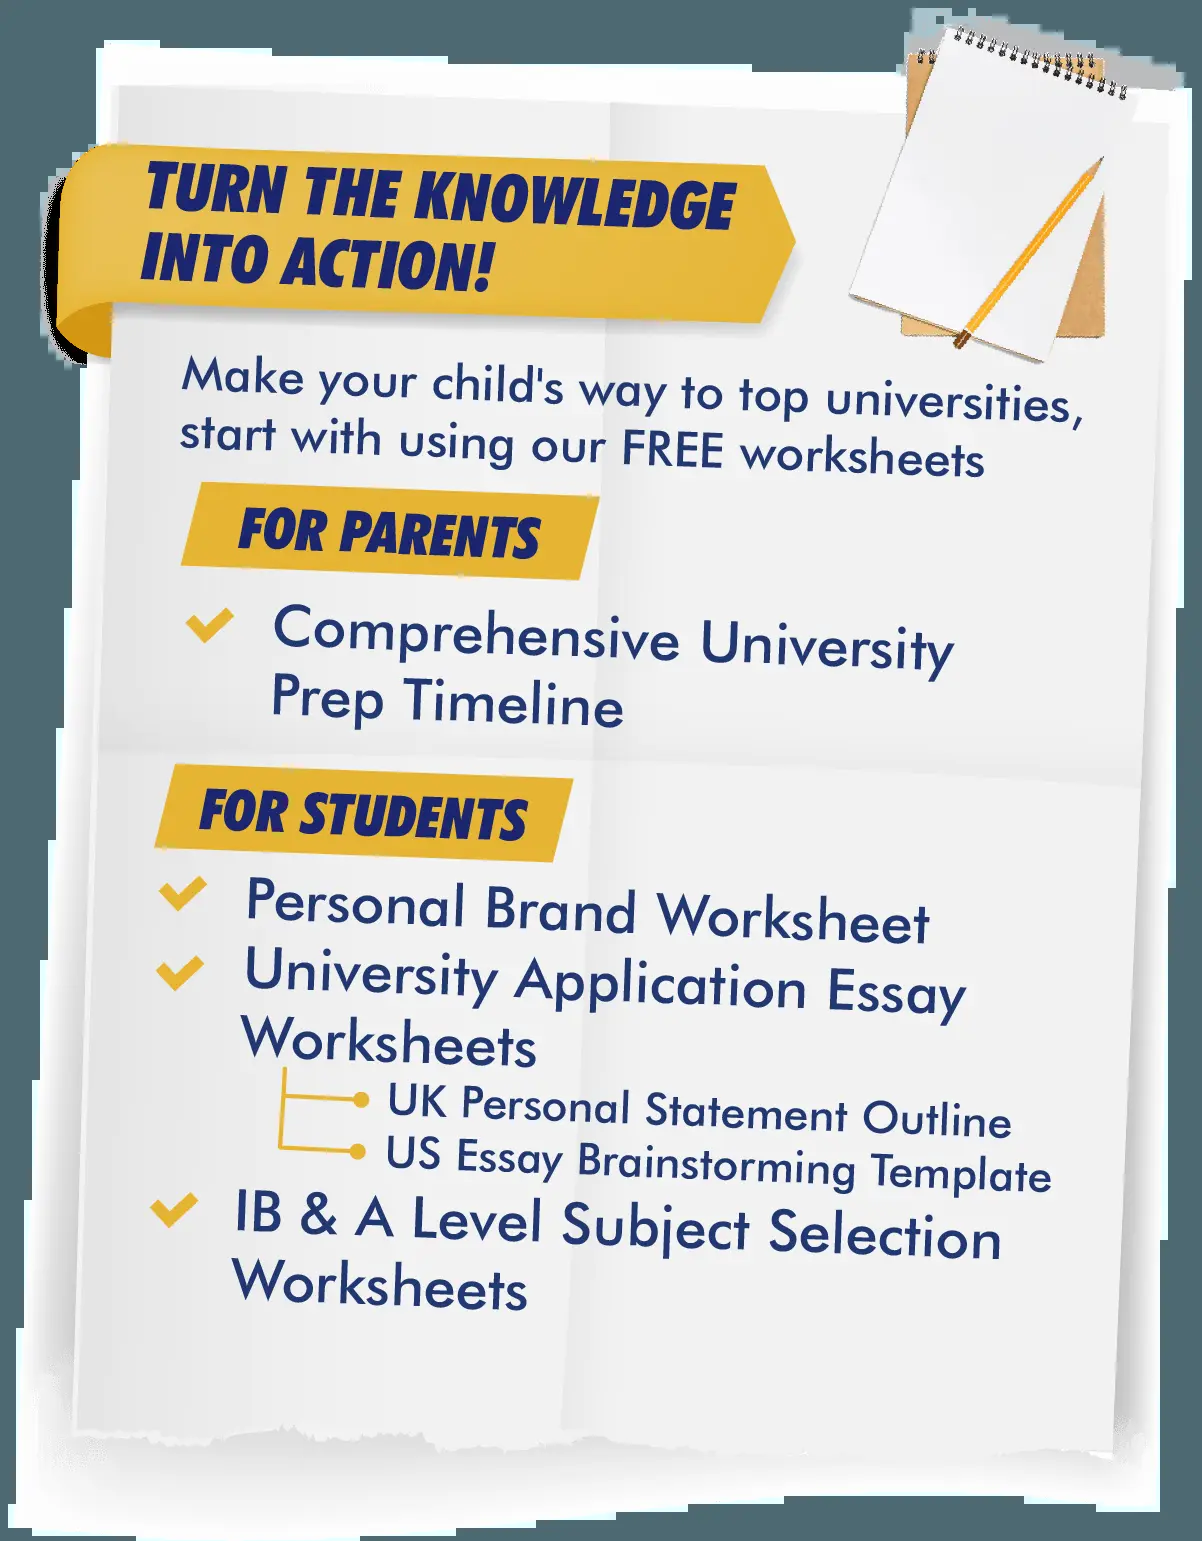 TURN THE KNOWLEDGE
INTO ACTION!
Make your child's way to top universities,
start with using our FREE worksheets
FOR PARENTS
Comprehensive University
Prep Timeline
FOR STUDENTS
Personal Brand Worksheet
University Application Essay
Worksheets
UK Personal Statement Outline
US Essay Brainstorming Template
IB & A Level Subject Selection
Worksheets